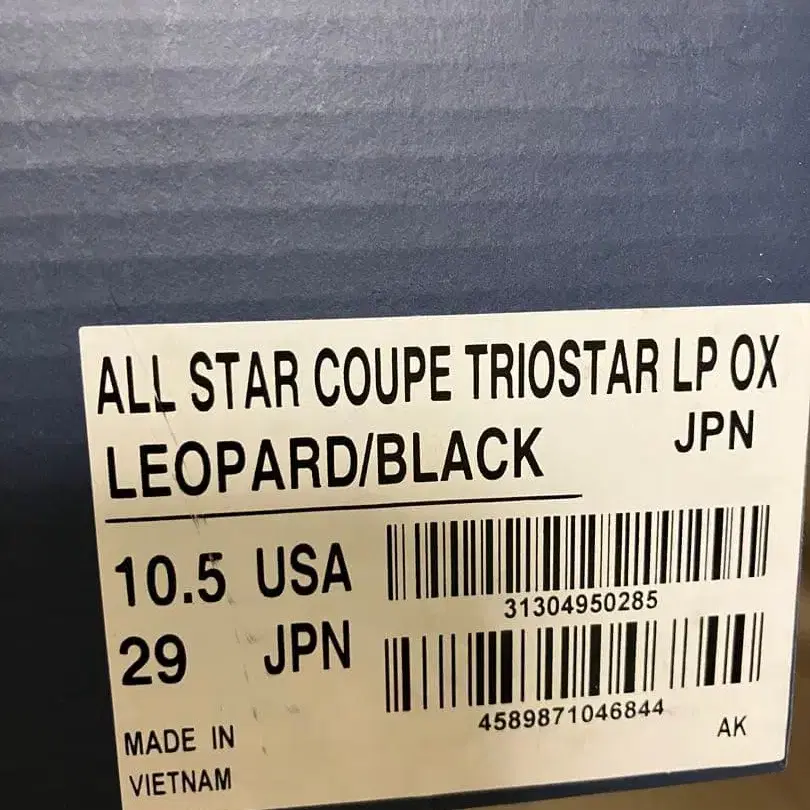 ALL STAR COUPE TRIOSTAR LP OX
LEOPARD/BLACK JPN
10.5 USA
31304950285
29 JPN
4589871046844
MADE IN
VIETNAM
AK